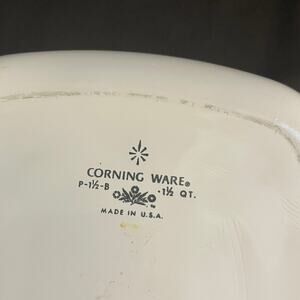 CORNING WARE®
P-1½-B · 1½ QT.
MADE IN U.S.A.